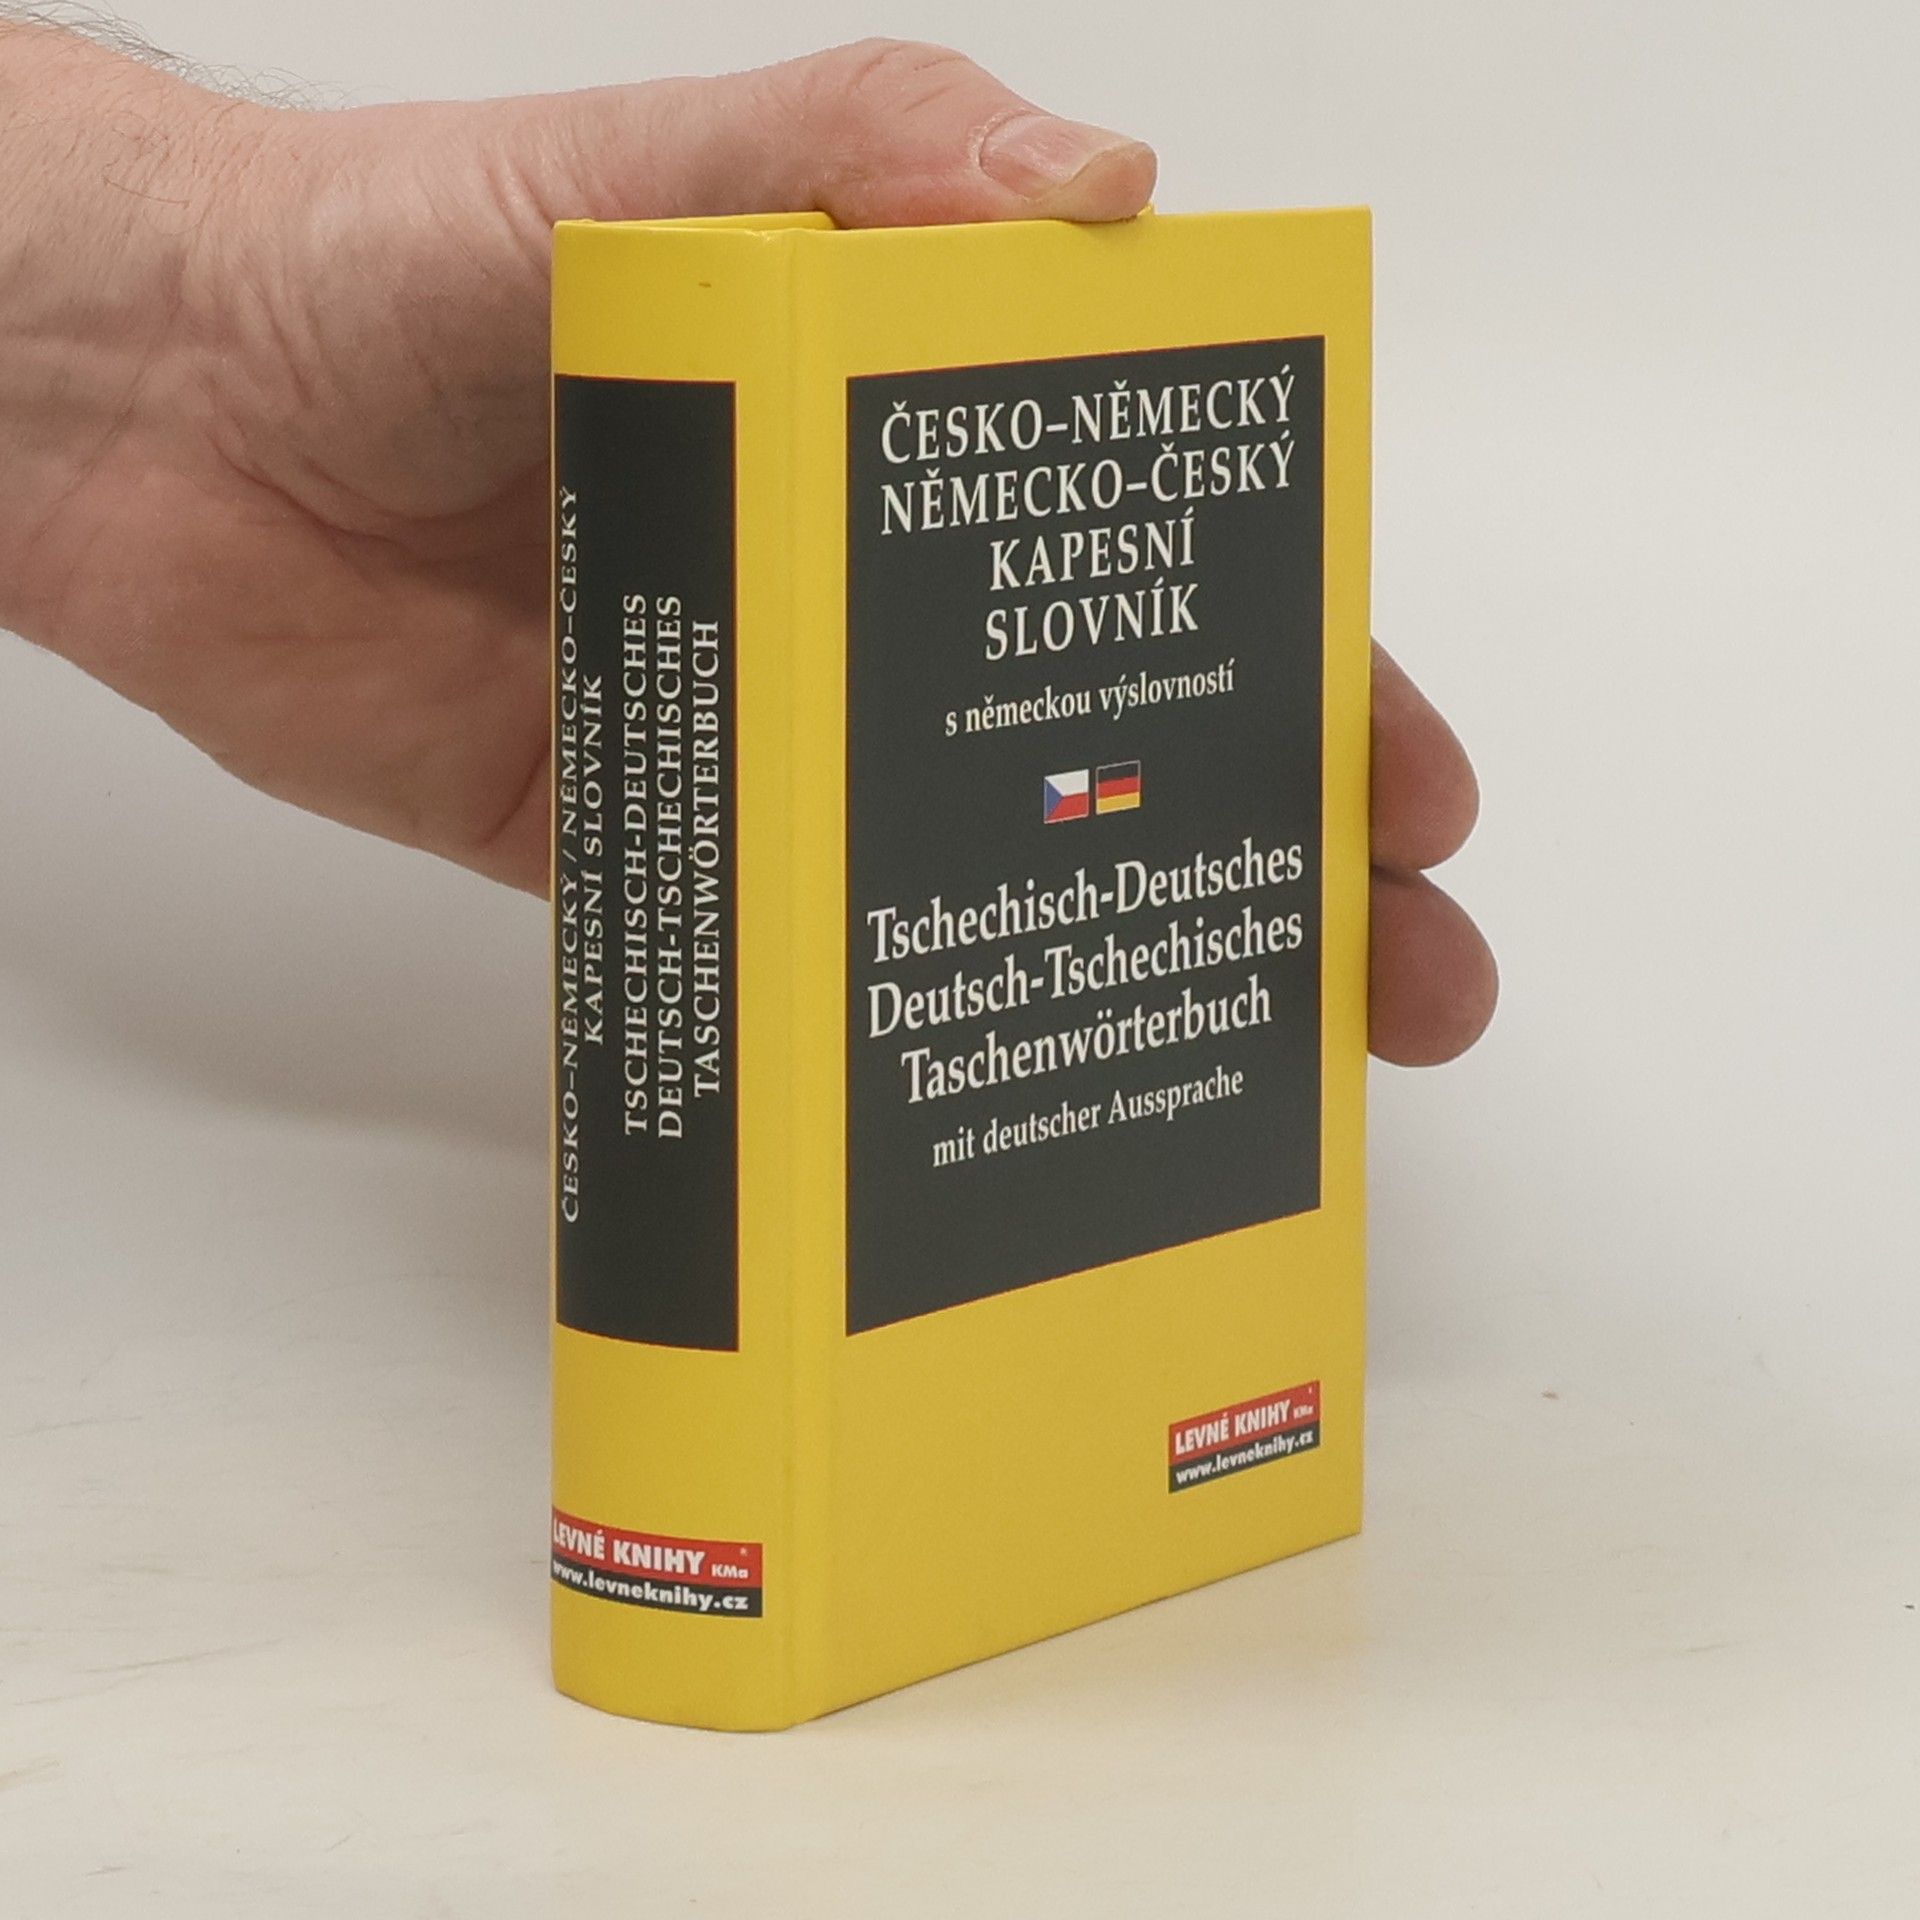 ČESKO–NĚMECKÝ / NĚMECKO–ČESKÝ
KAPESNÍ SLOVNÍK
TSCHECHISCH-DEUTSCHES
DEUTSCH-TSCHECHISCHES
TASCHENWÖRTERBUCH
LEVNÉ KNIHY KMa
www.levneknihy.cz
ČESKO–NĚMECKÝ
NĚMECKO–ČESKÝ
KAPESNÍ
SLOVNÍK
s německou výslovností
Tschechisch-Deutsches
Deutsch-Tschechisches
Taschenwörterbuch
mit deutscher Aussprache
LEVNÉ KNIHY KMa
www.levneknihy.cz